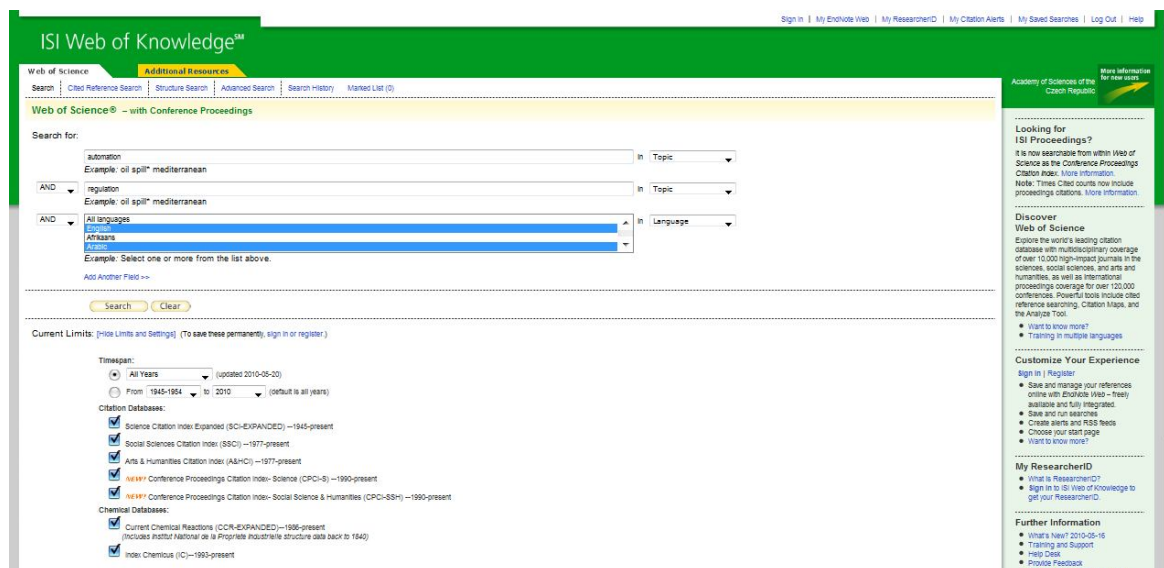 Sign In | My EndNote Web | My ResearcherID | My Citation Alerts | My Saved Searches | Log Out | Help
ISI Web of Knowledge℠
Web of Science Additional Resources
Search Cited Reference Search Structure Search Advanced Search Search History Marked List (0)
Web of Science® – with Conference Proceedings
Search for:
automation in Topic
Example: oil spill* mediterranean
AND regulation in Topic
Example: oil spill* mediterranean
AND All languages in Language
English
Afrikaans
Arabic
Example: Select one or more from the list above.
Add Another Field >>
Search Clear
Current Limits: [Hide Limits and Settings] (To save these permanently, sign in or register.)
Timespan:
All Years (updated 2010-05-20)
From 1945-1954 to 2010 (default is all years)
Citation Databases:
Science Citation Index Expanded (SCI-EXPANDED) --1945-present
Social Sciences Citation Index (SSCI) --1977-present
Arts & Humanities Citation Index (A&HCI) --1977-present
NEW!? Conference Proceedings Citation Index- Science (CPCI-S) --1990-present
NEW!? Conference Proceedings Citation Index- Social Science & Humanities (CPCI-SSH) --1990-present
Chemical Databases:
Current Chemical Reactions (CCR-EXPANDED) --1986-present
(Includes Institut National de la Propriete Industrielle structure data back to 1840)
Index Chemicus (IC) --1993-present
Academy of Sciences of the
Czech Republic
More information
for new users
Looking for
ISI Proceedings?
It is now searchable from within Web of
Science as the Conference Proceedings
Citation Index. More information.
Note: Times Cited counts now include
proceedings citations. More information.
Discover
Web of Science
Explore the world's leading citation
database with multidisciplinary coverage
of over 10,000 high-impact journals in the
sciences, social sciences, and arts and
humanities, as well as international
proceedings coverage for over 120,000
conferences. Powerful tools include cited
reference searching, Citation Maps, and
the Analyze Tool.
Want to know more?
Training in multiple languages
Customize Your Experience
Sign In | Register
Save and manage your references
online with EndNote Web – freely
available and fully integrated.
Save and run searches
Create alerts and RSS feeds
Choose your start page
Want to know more?
My ResearcherID
What is ResearcherID?
Sign in to ISI Web of Knowledge to
get your ResearcherID.
Further Information
What's New? 2010-05-16
Training and Support
Help Desk
Provide Feedback